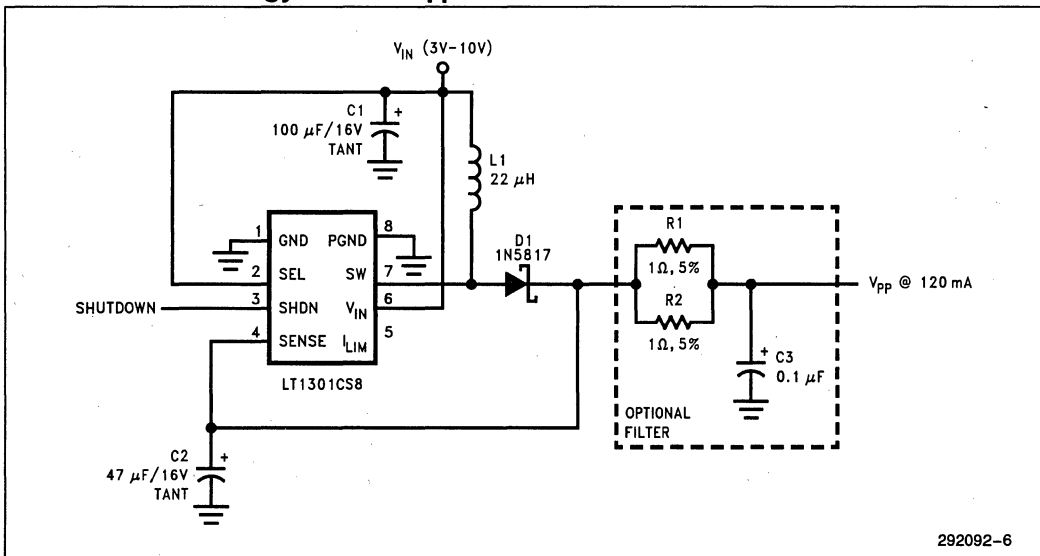 V_IN (3V-10V)
C1 +
100 μF/16V
TANT
L1
22 μH
1 GND PGND 8
2 SEL SW 7
SHUTDOWN 3 SHDN V_IN 6
4 SENSE I_LIM 5
LT1301CS8
D1
1N5817
R1
1Ω, 5%
R2
1Ω, 5%
V_PP @ 120 mA
+ C3
0.1 μF
OPTIONAL
FILTER
C2 +
47 μF/16V
TANT
292092-6